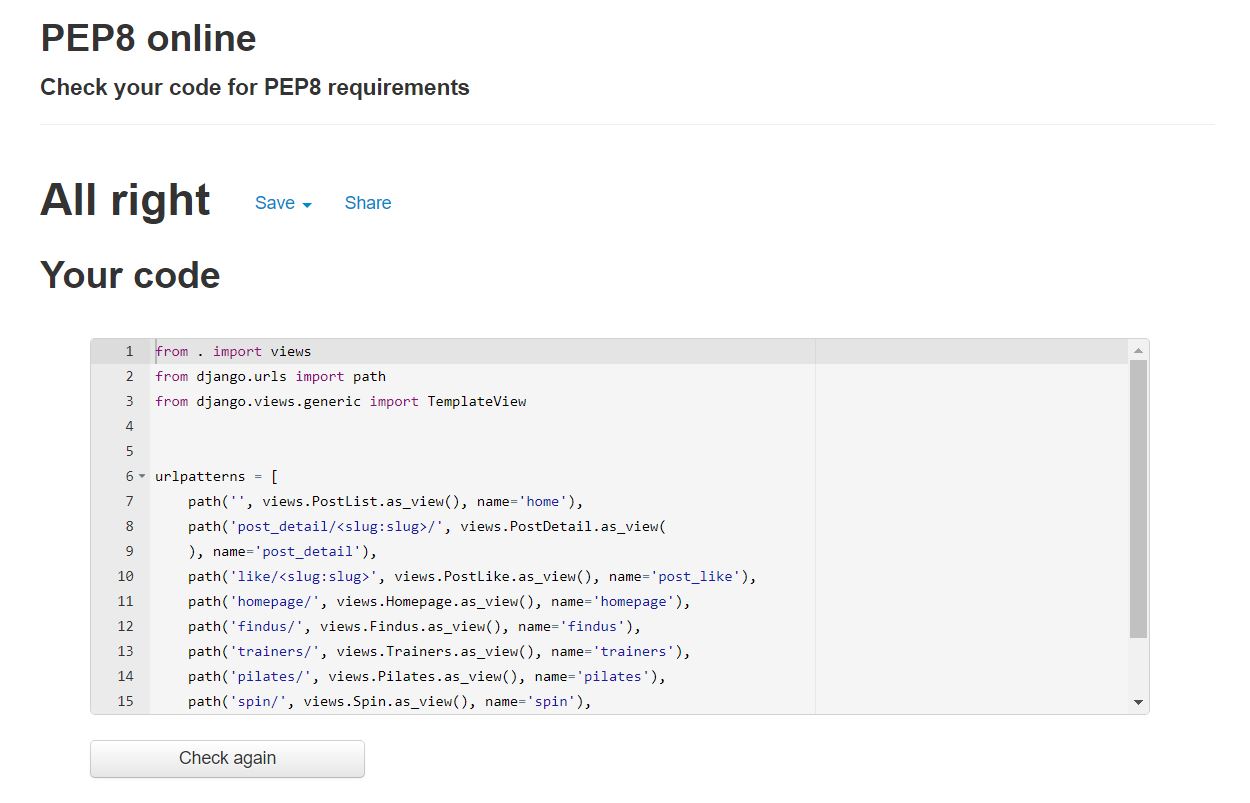 PEP8 online
Check your code for PEP8 requirements
All right Save Share
Your code
1 from . import views
2 from django.urls import path
3 from django.views.generic import TemplateView
4
5
6 urlpatterns = [
7     path('', views.PostList.as_view(), name='home'),
8     path('post_detail/<slug:slug>/', views.PostDetail.as_view(
9     ), name='post_detail'),
10     path('like/<slug:slug>', views.PostLike.as_view(), name='post_like'),
11     path('homepage/', views.Homepage.as_view(), name='homepage'),
12     path('findus/', views.Findus.as_view(), name='findus'),
13     path('trainers/', views.Trainers.as_view(), name='trainers'),
14     path('pilates/', views.Pilates.as_view(), name='pilates'),
15     path('spin/', views.Spin.as_view(), name='spin'),
Check again